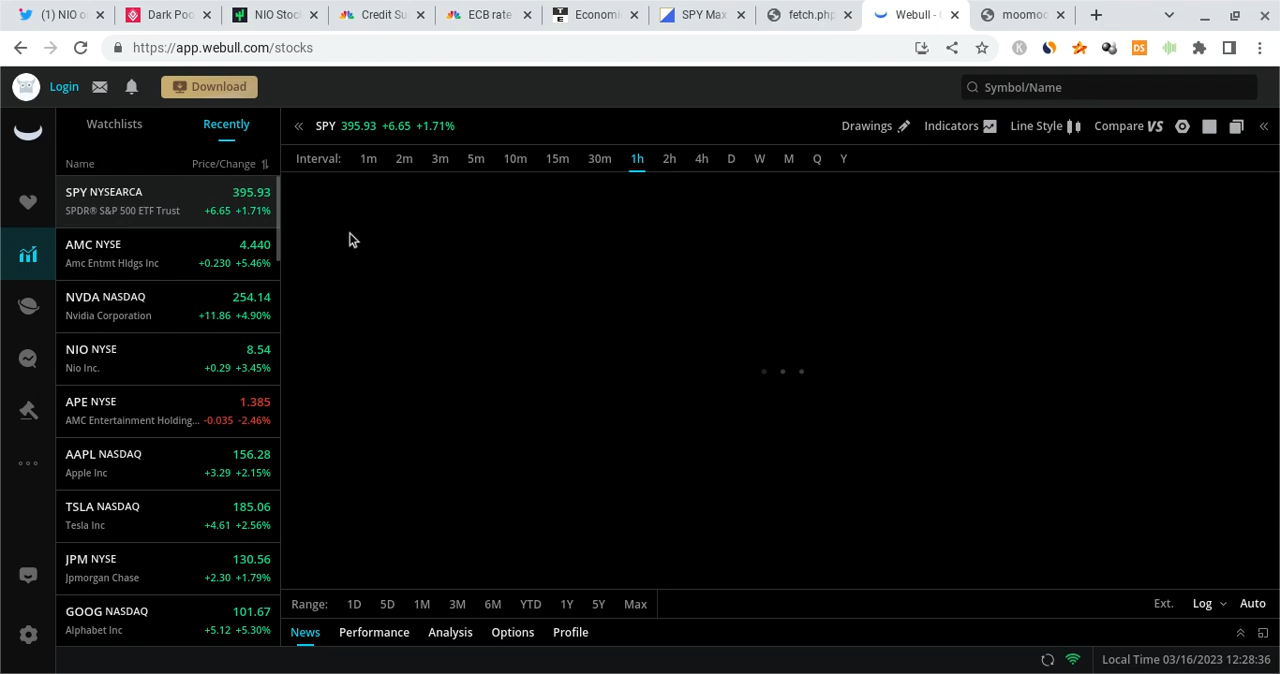 (1) NIO o
Dark Poo
NIO Stoc
Credit Su
ECB rate
Economi
SPY Max
fetch.php
Webull -
moomoo
https://app.webull.com/stocks
Login
Download
Symbol/Name
Watchlists
Recently
SPY 395.93 +6.65 +1.71%
Drawings
Indicators
Line Style
Compare VS
Name
Price/Change
Interval: 1m 2m 3m 5m 10m 15m 30m 1h 2h 4h D W M Q Y
SPY NYSEARCA 395.93
SPDR® S&P 500 ETF Trust +6.65 +1.71%
AMC NYSE 4.440
Amc Entmt Hldgs Inc +0.230 +5.46%
NVDA NASDAQ 254.14
Nvidia Corporation +11.86 +4.90%
NIO NYSE 8.54
Nio Inc. +0.29 +3.45%
APE NYSE 1.385
AMC Entertainment Holding... -0.035 -2.46%
AAPL NASDAQ 156.28
Apple Inc +3.29 +2.15%
TSLA NASDAQ 185.06
Tesla Inc +4.61 +2.56%
JPM NYSE 130.56
Jpmorgan Chase +2.30 +1.79%
GOOG NASDAQ 101.67
Alphabet Inc +5.12 +5.30%
Range: 1D 5D 1M 3M 6M YTD 1Y 5Y Max
Ext. Log Auto
News Performance Analysis Options Profile
Local Time 03/16/2023 12:28:36